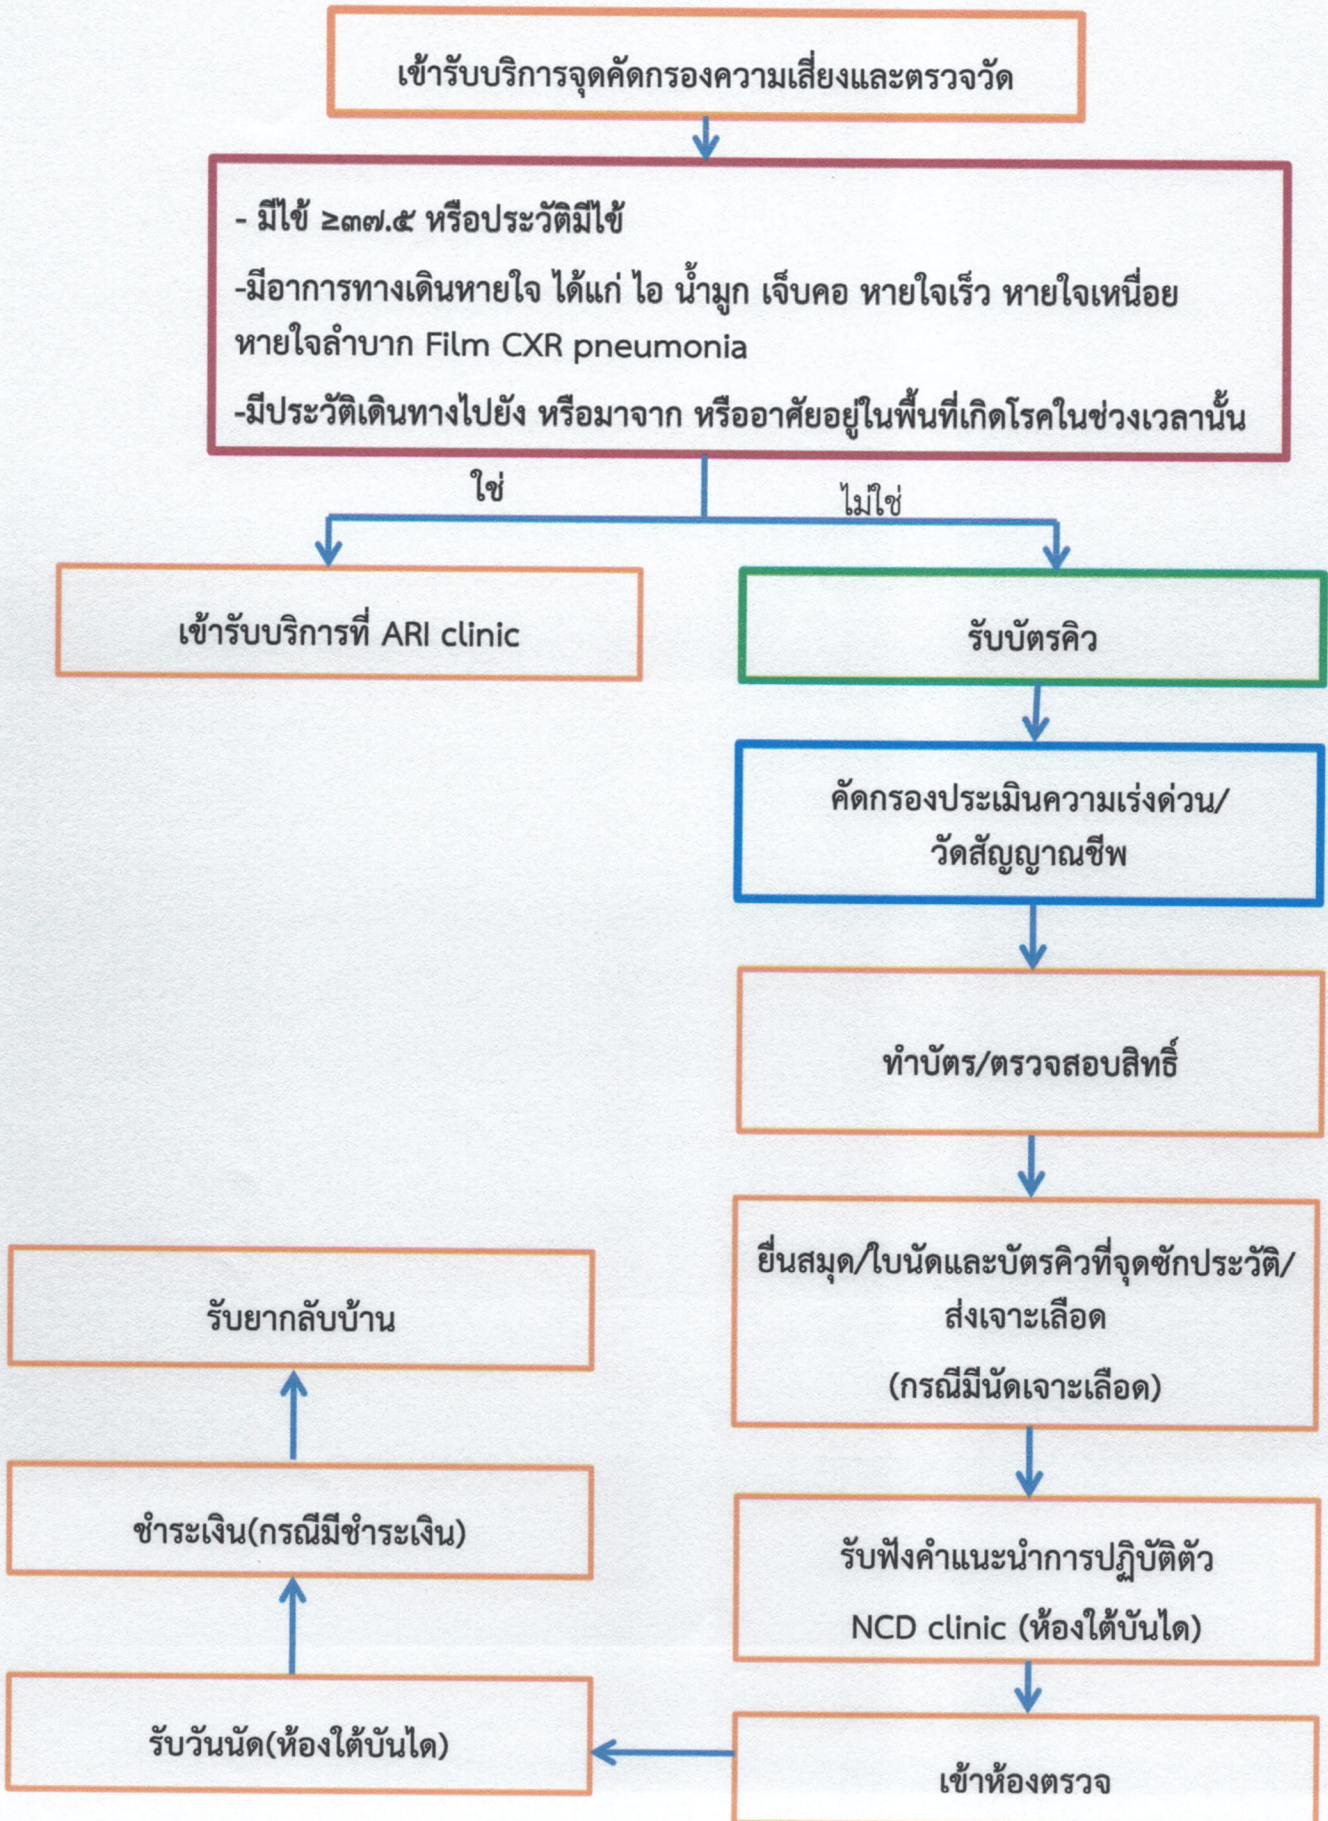 เข้ารับบริการจุดคัดกรองความเสี่ยงและตรวจวัด
- มีไข้ ≥๓๗.๕ หรือประวัติมีไข้
-มีอาการทางเดินหายใจ ได้แก่ ไอ น้ำมูก เจ็บคอ หายใจเร็ว หายใจเหนื่อย
หายใจลำบาก Film CXR pneumonia
-มีประวัติเดินทางไปยัง หรือมาจาก หรืออาศัยอยู่ในพื้นที่เกิดโรคในช่วงเวลานั้น
ใช่
ไม่ใช่
เข้ารับบริการที่ ARI clinic
รับบัตรคิว
คัดกรองประเมินความเร่งด่วน/
วัดสัญญาณชีพ
ทำบัตร/ตรวจสอบสิทธิ์
ยื่นสมุด/ใบนัดและบัตรคิวที่จุดซักประวัติ/
ส่งเจาะเลือด
(กรณีมีนัดเจาะเลือด)
รับฟังคำแนะนำการปฏิบัติตัว
NCD clinic (ห้องใต้บันได)
เข้าห้องตรวจ
รับวันนัด(ห้องใต้บันได)
ชำระเงิน(กรณีมีชำระเงิน)
รับยากลับบ้าน